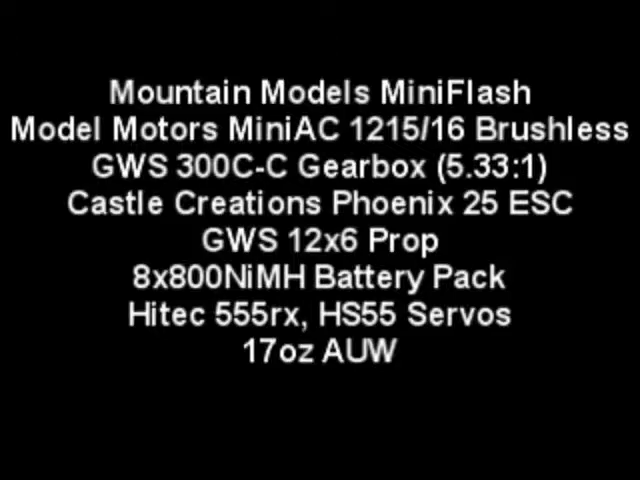 Mountain Models MiniFlash
Model Motors MiniAC 1215/16 Brushless
GWS 300C-C Gearbox (5.33:1)
Castle Creations Phoenix 25 ESC
GWS 12x6 Prop
8x800NiMH Battery Pack
Hitec 555rx, HS55 Servos
17oz AUW